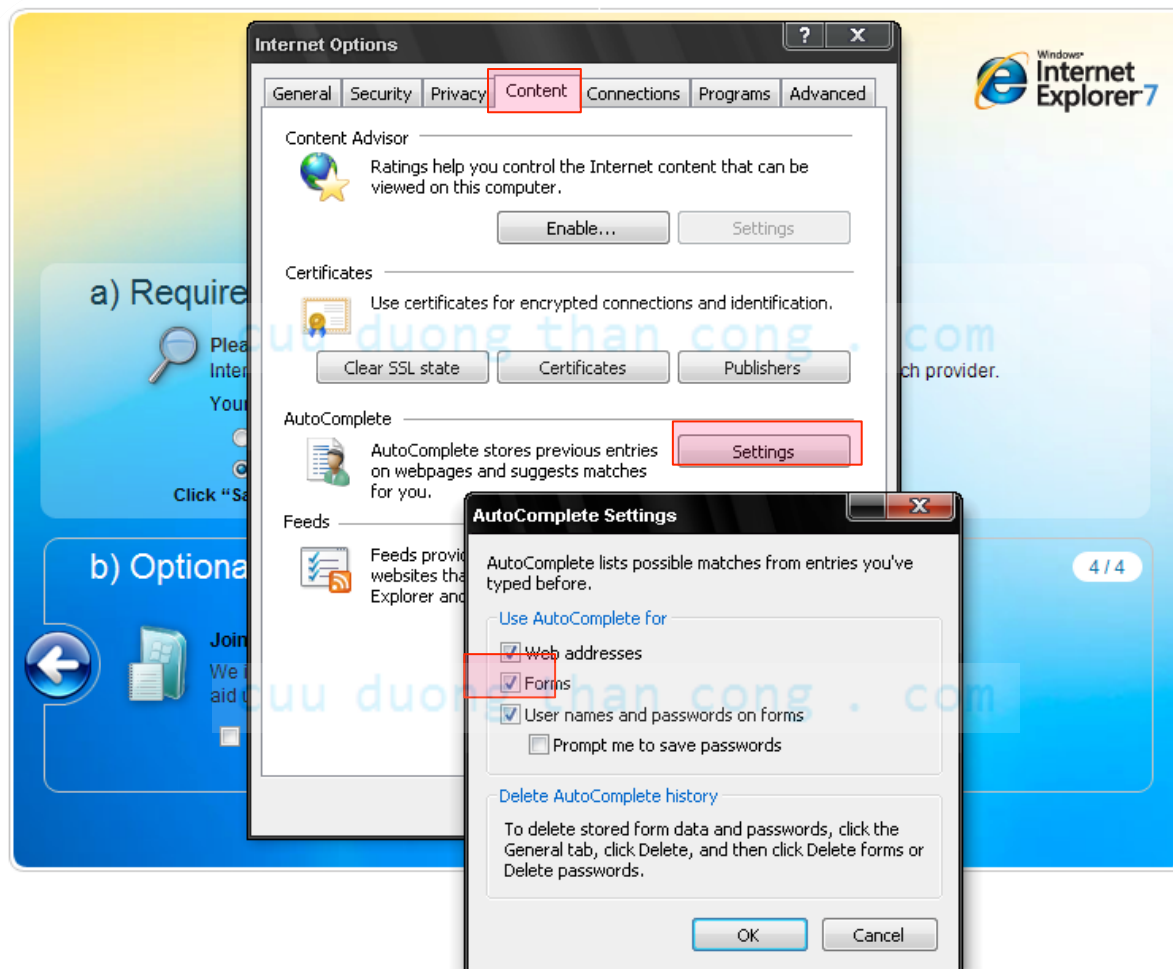 Internet Options
?
X
Windows
Internet
Explorer 7
General Security Privacy Content Connections Programs Advanced
Content Advisor
Ratings help you control the Internet content that can be
viewed on this computer.
Enable... Settings
Certificates
Use certificates for encrypted connections and identification.
Clear SSL state Certificates Publishers
AutoComplete
AutoComplete stores previous entries
on webpages and suggests matches
for you.
Settings
Feeds
Feeds
websites
Explorer and
a) Require
Plea
Inter
ch provider.
Your
Click "Sa
b) Optiona
4 / 4
Join
We i
aid
cuu duong than cong . com
cuu duong than cong . com
AutoComplete Settings
X
AutoComplete lists possible matches from entries you've
typed before.
Use AutoComplete for
Web addresses
Forms
User names and passwords on forms
Prompt me to save passwords
Delete AutoComplete history
To delete stored form data and passwords, click the
General tab, click Delete, and then click Delete forms or
Delete passwords.
OK Cancel